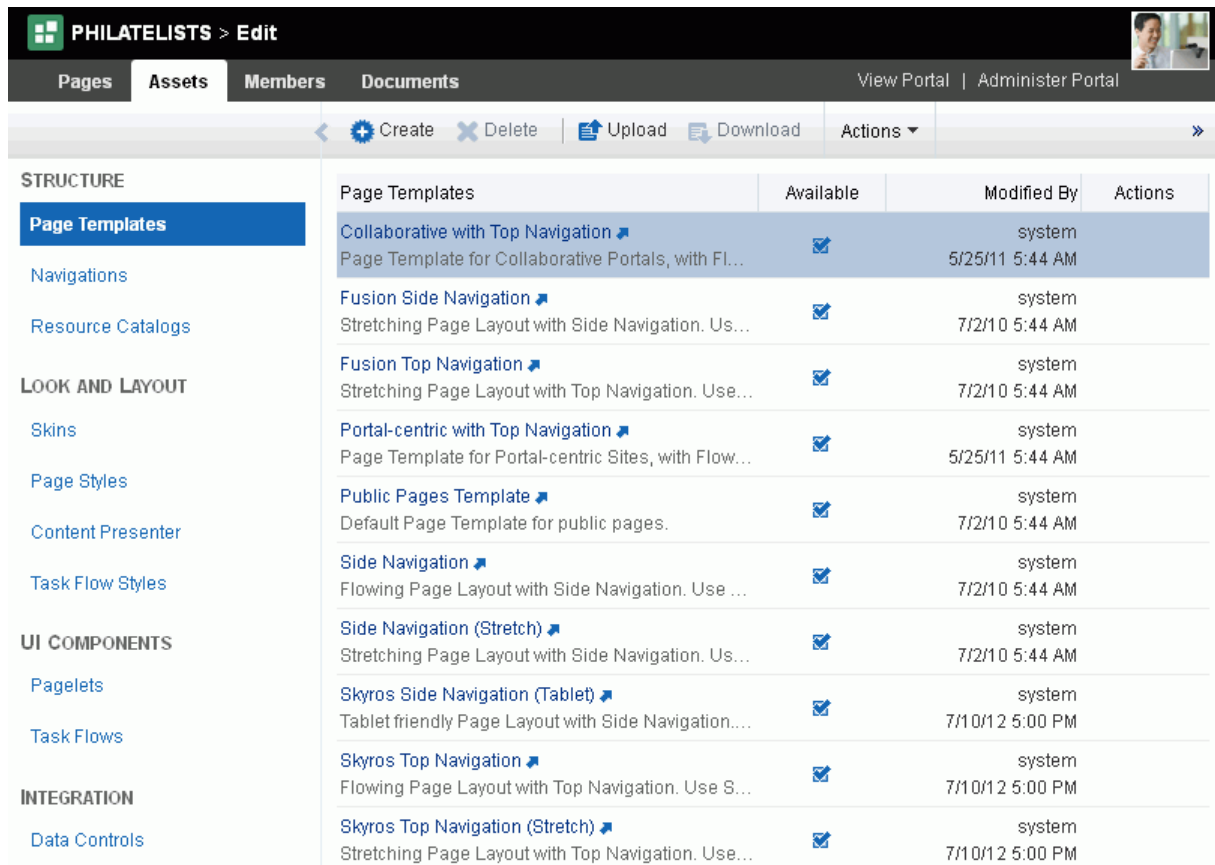 PHILATELISTS > Edit
Pages Assets Members Documents View Portal | Administer Portal
Create Delete Upload Download Actions
STRUCTURE
Page Templates
Navigations
Resource Catalogs
LOOK AND LAYOUT
Skins
Page Styles
Content Presenter
Task Flow Styles
UI COMPONENTS
Pagelets
Task Flows
INTEGRATION
Data Controls
Page Templates Available Modified By Actions
Collaborative with Top Navigation system
Page Template for Collaborative Portals, with Fl... 5/25/11 5:44 AM
Fusion Side Navigation system
Stretching Page Layout with Side Navigation. Us... 7/2/10 5:44 AM
Fusion Top Navigation system
Stretching Page Layout with Top Navigation. Use... 7/2/10 5:44 AM
Portal-centric with Top Navigation system
Page Template for Portal-centric Sites, with Flow... 5/25/11 5:44 AM
Public Pages Template system
Default Page Template for public pages. 7/2/10 5:44 AM
Side Navigation system
Flowing Page Layout with Side Navigation. Use ... 7/2/10 5:44 AM
Side Navigation (Stretch) system
Stretching Page Layout with Side Navigation. Us... 7/2/10 5:44 AM
Skyros Side Navigation (Tablet) system
Tablet friendly Page Layout with Side Navigation.... 7/10/12 5:00 PM
Skyros Top Navigation system
Flowing Page Layout with Top Navigation. Use S... 7/10/12 5:00 PM
Skyros Top Navigation (Stretch) system
Stretching Page Layout with Top Navigation. Use... 7/10/12 5:00 PM